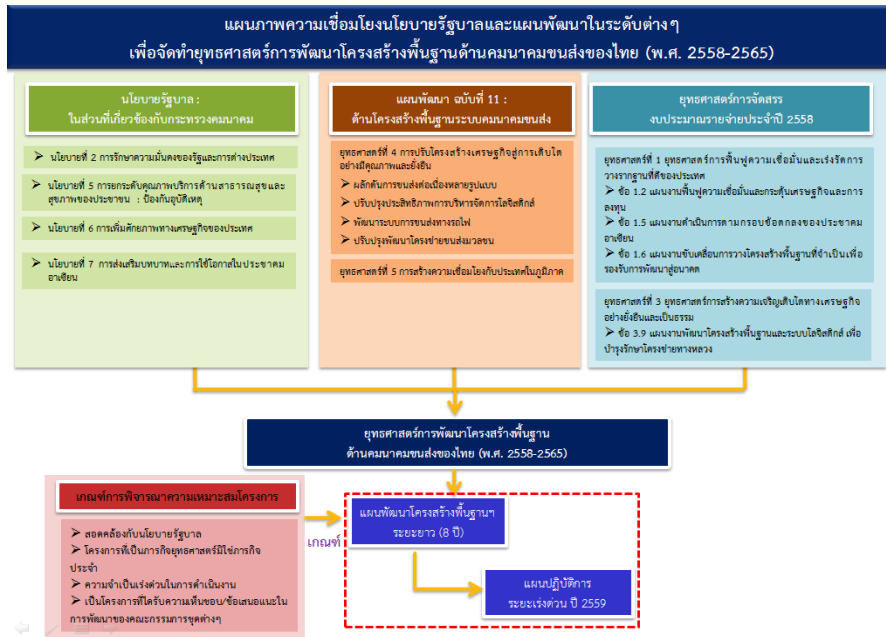 แผนภาพความเชื่อมโยงนโยบายรัฐบาลและแผนพัฒนาในระดับต่างๆ
เพื่อจัดทำยุทธศาสตร์การพัฒนาโครงสร้างพื้นฐานด้านคมนาคมขนส่งของไทย (พ.ศ. 2558-2565)
นโยบายรัฐบาล :
ในส่วนที่เกี่ยวข้องกับกระทรวงคมนาคม
➢ นโยบายที่ 2 การรักษาความมั่นคงของรัฐและการต่างประเทศ
➢ นโยบายที่ 5 การยกระดับคุณภาพบริการด้านสาธารณสุขและ
สุขภาพของประชาชน : ป้องกันอุบัติเหตุ
➢ นโยบายที่ 6 การเพิ่มศักยภาพทางเศรษฐกิจของประเทศ
➢ นโยบายที่ 7 การส่งเสริมบทบาทและการใช้โอกาสในประชาคม
อาเซียน
แผนพัฒนา ฉบับที่ 11 :
ด้านโครงสร้างพื้นฐานระบบคมนาคมขนส่ง
ยุทธศาสตร์ 4 การปรับโครงสร้างเศรษฐกิจสู่การเติบโต
อย่างมีคุณภาพและยั่งยืน
➢ ผลักดันการขนส่งต่อเนื่องหลายรูปแบบ
➢ ปรับปรุงประสิทธิภาพการบริหารจัดการโลจิสติกส์
➢ พัฒนาระบบการขนส่งทางรถไฟ
➢ ปรับปรุงพัฒนาโครงข่ายขนส่งมวลชน
ยุทธศาสตร์ที่ 5 การสร้างความเชื่อมโยงกับประเทศในภูมิภาค
ยุทธศาสตร์การจัดสรร
งบประมาณรายจ่ายประจำปี 2558
ยุทธศาสตร์ที่ 1 ยุทธศาสตร์การฟื้นฟูความเชื่อมั่นและเร่งรัดการ
วางรากฐานที่ดีของประเทศ
➢ ข้อ 1.2 แผนงานฟื้นฟูความเชื่อมั่นและกระตุ้นเศรษฐกิจและการ
ลงทุน
➢ ข้อ 1.5 แผนงานดำเนินการตามกรอบข้อตกลงของประชาคม
อาเซียน
➢ ข้อ 1.6 แผนงานขับเคลื่อนการวางโครงสร้างพื้นฐานที่จำเป็นเพื่อ
รองรับการพัฒนาสู่อนาคต
ยุทธศาสตร์ที่ 3 ยุทธศาสตร์การสร้างความเจริญเติบโตทางเศรษฐกิจ
อย่างยั่งยืนและเป็นธรรม
➢ ข้อ 3.9 แผนงานพัฒนาโครงสร้างพื้นฐานและระบบโลจิสติกส์ เพื่อ
บำรุงรักษาโครงข่ายทางหลวง
ยุทธศาสตร์การพัฒนาโครงสร้างพื้นฐาน
ด้านคมนาคมขนส่งของไทย (พ.ศ. 2558-2565)
เกณฑ์การพิจารณาความเหมาะสมโครงการ
➢ สอดคล้องกับนโยบายรัฐบาล
➢ โครงการที่เป็นภารกิจยุทธศาสตร์มิใช่ภารกิจ
ประจำ
➢ ความจำเป็นเร่งด่วนในการดำเนินงาน
➢ เป็นโครงการที่ได้รับความเห็นชอบ/ข้อเสนอแนะใน
การพัฒนาของคณะกรรมการชุดต่างๆ
เกณฑ์
แผนพัฒนาโครงสร้างพื้นฐานฯ
ระยะยาว (8 ปี)
แผนปฏิบัติการ
ระยะเร่งด่วน ปี 2559